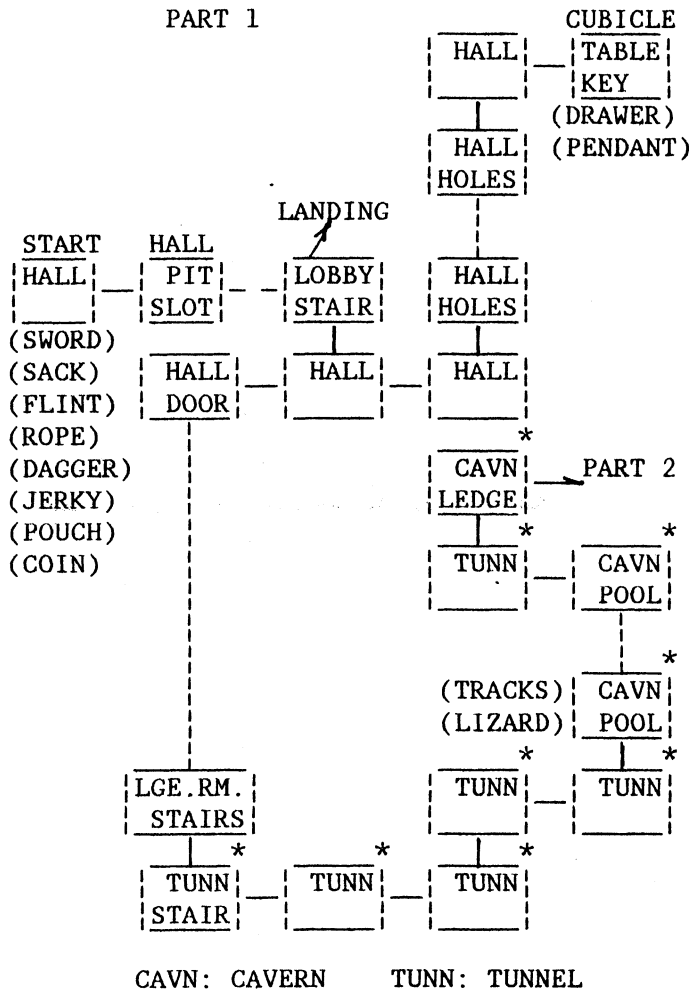 PART 1
CUBICLE
HALL
TABLE
KEY
(DRAWER)
(PENDANT)
HALL
HOLES
LANDING
START
HALL
HALL
PIT
SLOT
LOBBY
STAIR
HALL
HOLES
(SWORD)
(SACK)
(FLINT)
(ROPE)
(DAGGER)
(JERKY)
(POUCH)
(COIN)
HALL
DOOR
HALL
HALL
*
CAVN
LEDGE
PART 2
*
TUNN
*
CAVN
POOL
*
(TRACKS)
(LIZARD)
CAVN
POOL
LGE.RM.
STAIRS
*
TUNN
*
TUNN
*
TUNN
STAIR
*
TUNN
*
TUNN
CAVN: CAVERN TUNN: TUNNEL